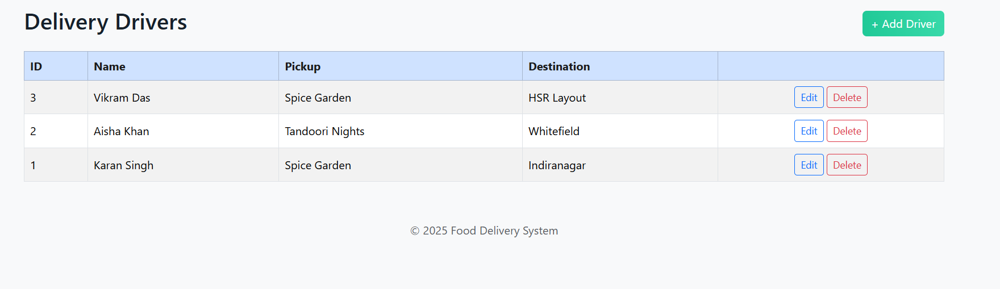 Delivery Drivers
+ Add Driver
ID Name Pickup Destination
3 Vikram Das Spice Garden HSR Layout Edit Delete
2 Aisha Khan Tandoori Nights Whitefield Edit Delete
1 Karan Singh Spice Garden Indiranagar Edit Delete
© 2025 Food Delivery System